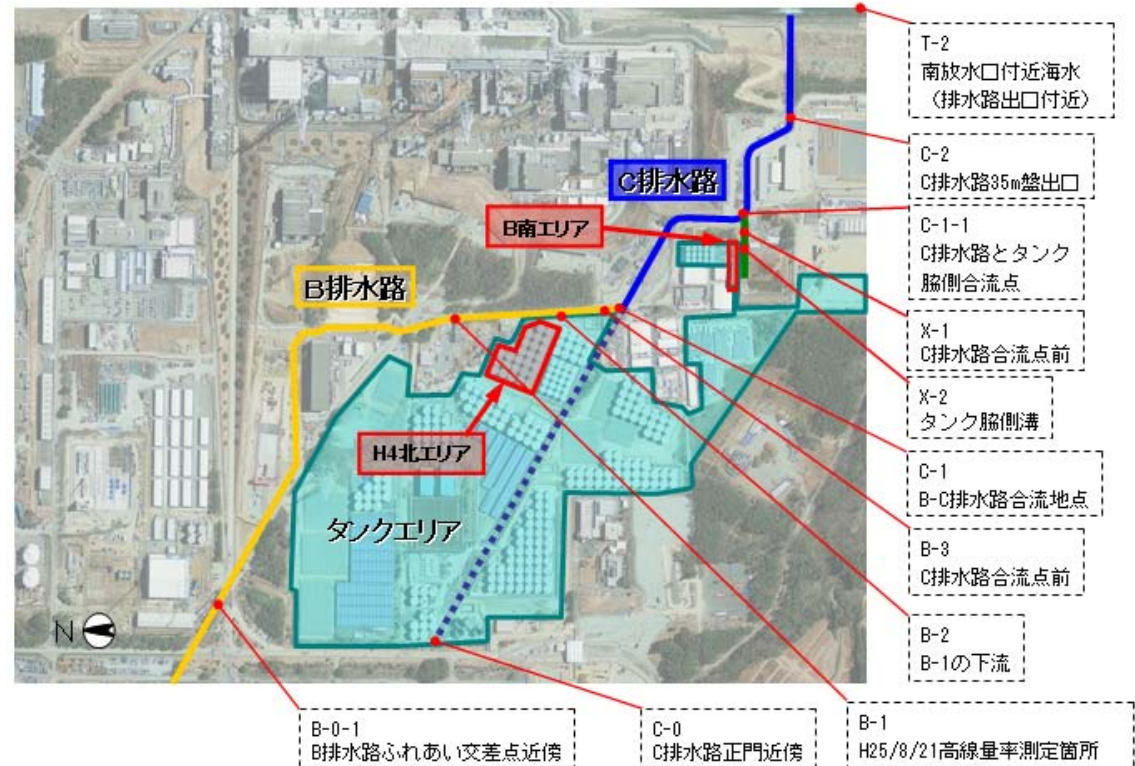 T-2
南放水口付近海水
(排水路出口付近)
C-2
C排水路35m盤出口
C-1-1
C排水路とタンク
脇側合流点
X-1
C排水路合流点前
X-2
タンク脇側溝
C-1
B-C排水路合流地点
B-3
C排水路合流点前
B-2
B-1の下流
B-1
H25/8/21高線量率測定箇所
C-0
C排水路正門近傍
B-0-1
B排水路ふれあい交差点近傍
C排水路
B南エリア
B排水路
H4北エリア
タンクエリア
N